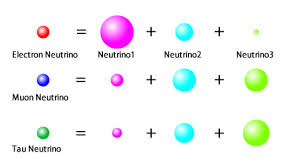 = + +
Electron Neutrino Neutrino1 Neutrino2 Neutrino3
= + +
Muon Neutrino
= + +
Tau Neutrino